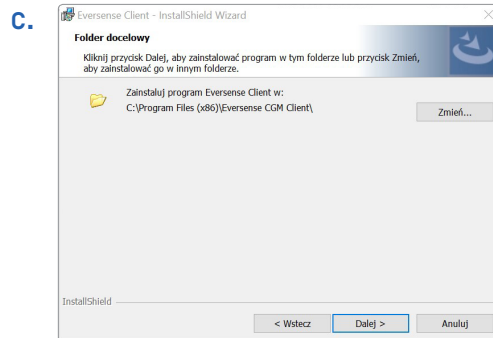 C.
Eversense Client - InstallShield Wizard
Folder docelowy
Kliknij przycisk Dalej, aby zainstalować program w tym folderze lub przycisk Zmień,
aby zainstalować go w innym folderze.
Zainstaluj program Eversense Client w:
C:\Program Files (x86)\Eversense CGM Client\
Zmień...
InstallShield
< Wstecz
Dalej >
Anuluj